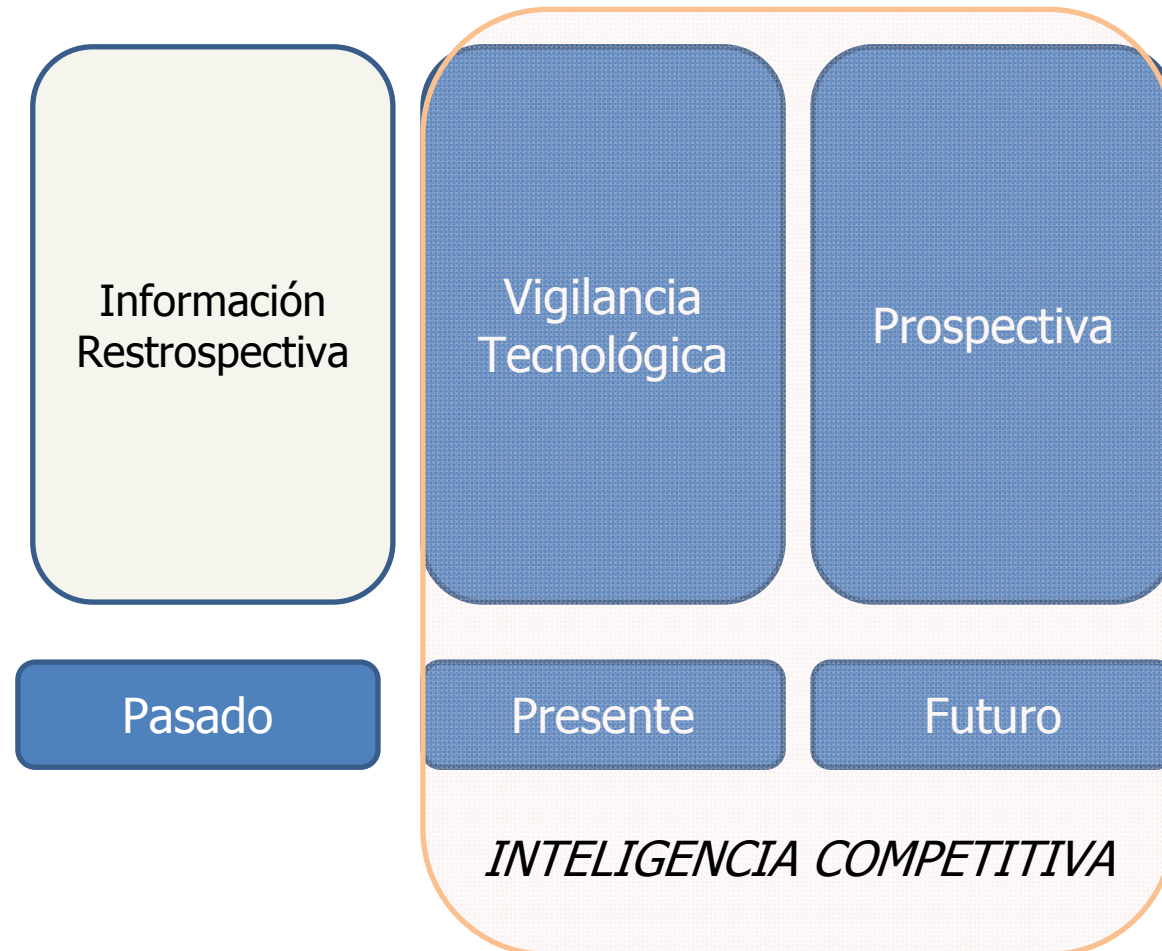 Información
Restrospectiva
Vigilancia
Tecnológica
Prospectiva
Pasado
Presente
Futuro
INTELIGENCIA COMPETITIVA